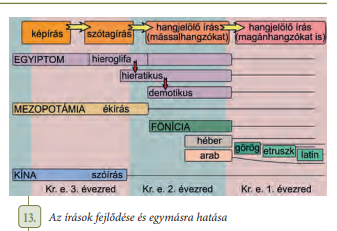 képírás szótagírás hangjelölő írás (mássalhangzókat) hangjelölő írás (magánhangzókat is)
EGYIPTOM hieroglifa
hieratikus
demotikus
MEZOPOTÁMIA ékírás
FÖNÍCIA
héber
arab
görög
etruszk
latin
KÍNA szóírás
Kr. e. 3. évezred Kr. e. 2. évezred Kr. e. 1. évezred
13. Az írások fejlődése és egymásra hatása